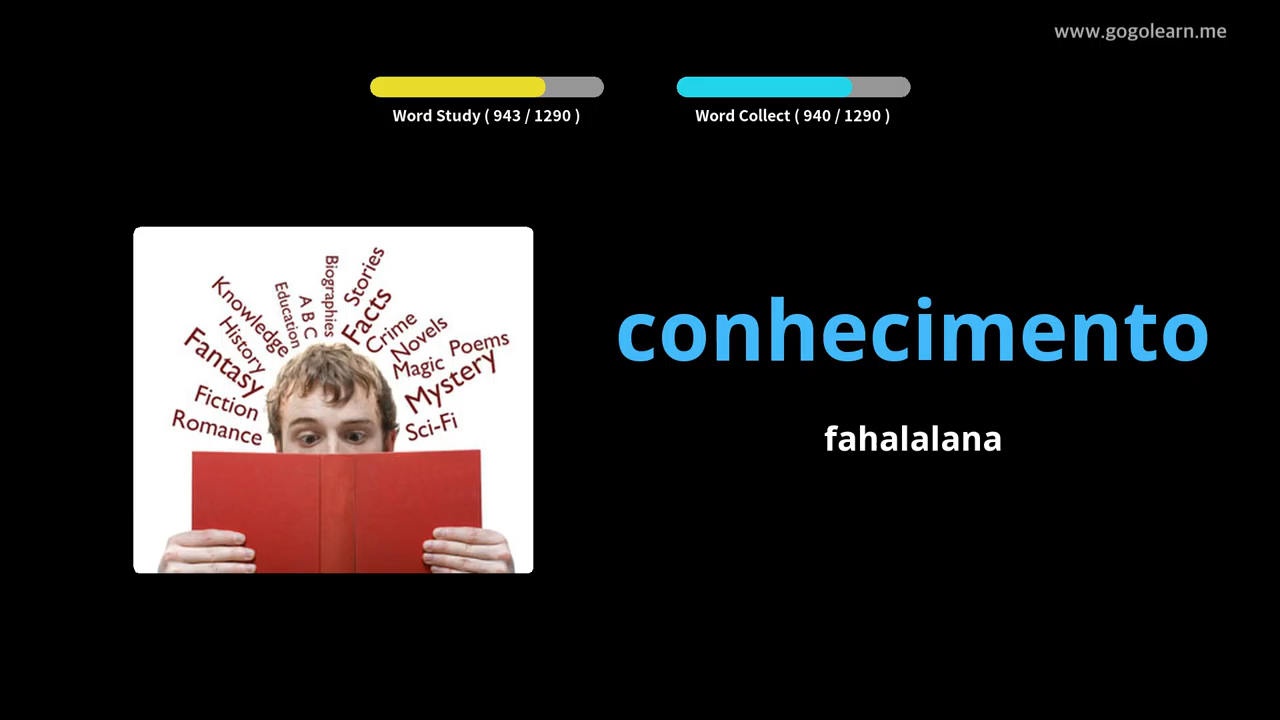 www.gogolearn.me
Word Study ( 943 / 1290 )
Word Collect ( 940 / 1290 )
Knowledge
Education
A B C
Biographies
Stories
Facts
Crime
Novels
Poems
History
Fantasy
Magic
Mystery
Fiction
Romance
Sci-Fi
conhecimento
fahalalana